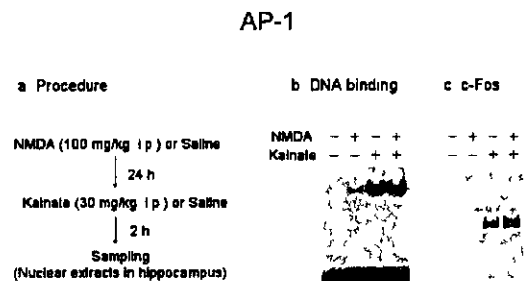 AP-1
a Procedure
NMDA (100 mg/kg i p ) or Saline
24 h
Kainate (30 mg/kg i p ) or Saline
2 h
Sampling
(Nuclear extracts in hippocampus)
b DNA binding
NMDA - + - +
Kainate - - + +
c c-Fos
- + - +
- - + +